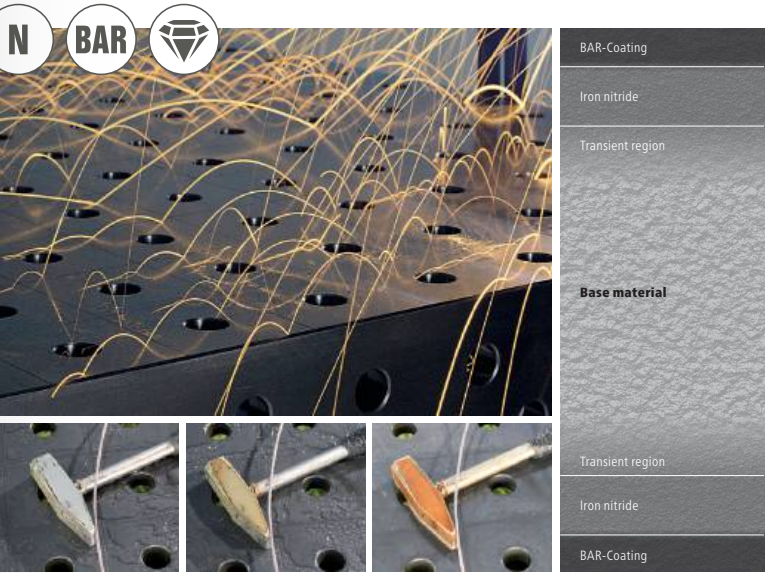 N
BAR
BAR-Coating
Iron nitride
Transient region
Base material
Transient region
Iron nitride
BAR-Coating